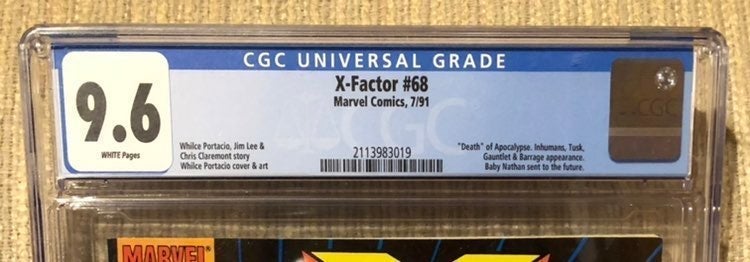 CGC UNIVERSAL GRADE
9.6
WHITE Pages
X-Factor #68
Marvel Comics, 7/91
CGC
Whilce Portacio, Jim Lee &
Chris Claremont story
Whilce Portacio cover & art
2113983019
"Death" of Apocalypse. Inhumans, Tusk,
Gauntlet & Barrage appearance.
Baby Nathan sent to the future.
CGC
MARVEL